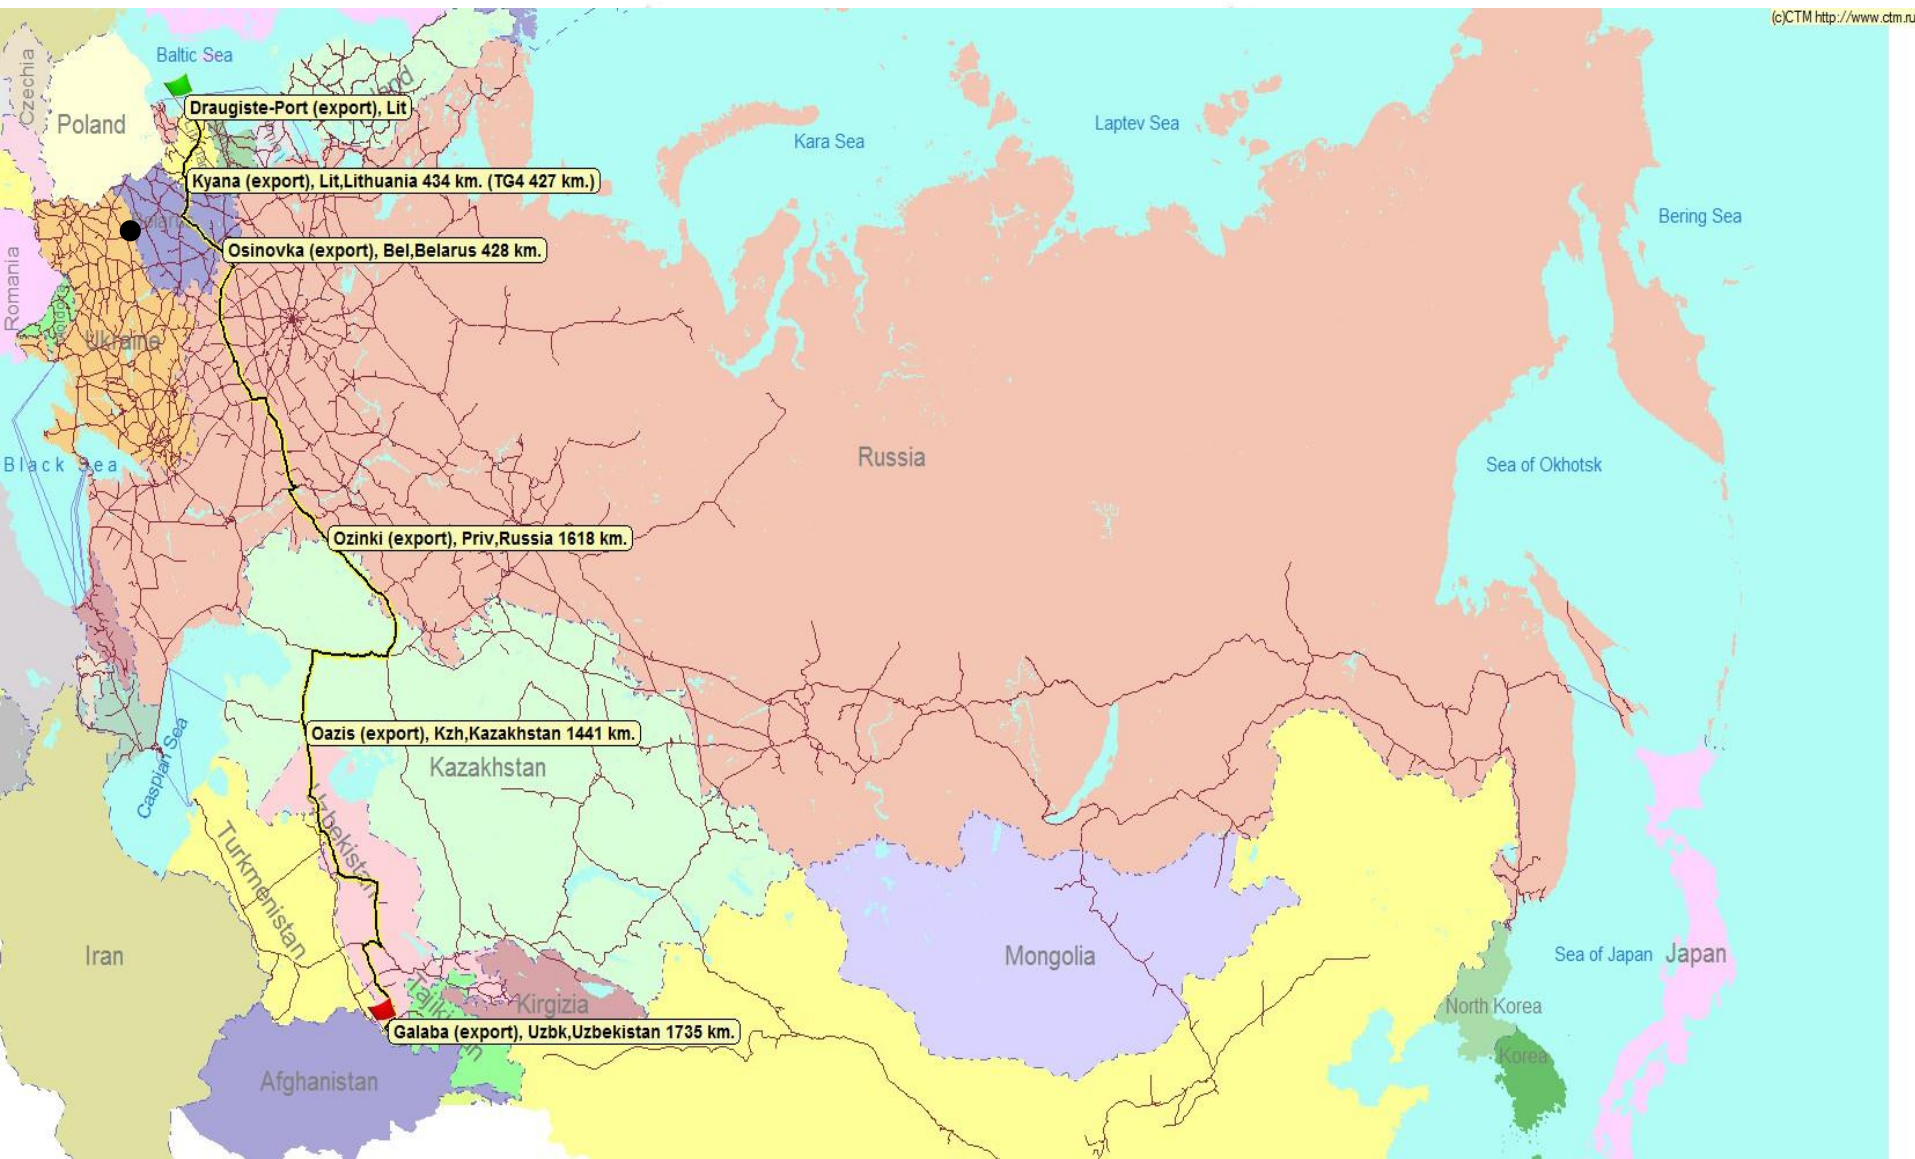 (c)CTM http://www.ctm.ru
Baltic Sea
Czechia
Poland
Draugiste-Port (export), Lit
Kara Sea
Laptev Sea
Kyana (export), Lit,Lithuania 434 km. (TG4 427 km.)
Bering Sea
Osinovka (export), Bel,Belarus 428 km.
Romania
Ukraine
Russia
Black Sea
Sea of Okhotsk
Ozinki (export), Priv,Russia 1618 km.
Oazis (export), Kzh,Kazakhstan 1441 km.
Caspian Sea
Kazakhstan
Uzbekistan
Turkmenistan
Iran
Mongolia
Sea of Japan
Japan
Kirgizia
North Korea
Galaba (export), Uzbk,Uzbekistan 1735 km.
Korea
Afghanistan